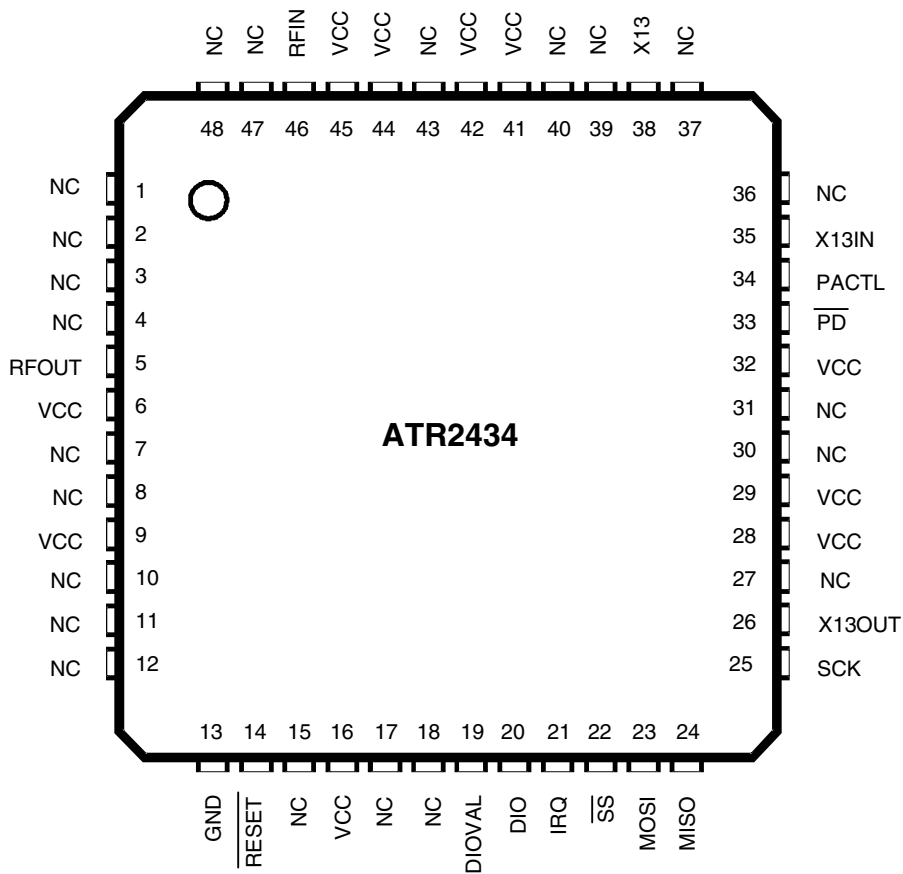 NC NC RFIN VCC VCC NC VCC VCC NC NC X13 NC
48 47 46 45 44 43 42 41 40 39 38 37
NC 1 36 NC
NC 2 35 X13IN
NC 3 34 PACTL
NC 4 33 PD
RFOUT 5 32 VCC
VCC 6 31 NC
ATR2434
NC 7 30 NC
NC 8 29 VCC
VCC 9 28 VCC
NC 10 27 NC
NC 11 26 X13OUT
NC 12 25 SCK
13 14 15 16 17 18 19 20 21 22 23 24
GND RESET NC VCC NC NC DIOVAL DIO IRQ SS MOSI MISO